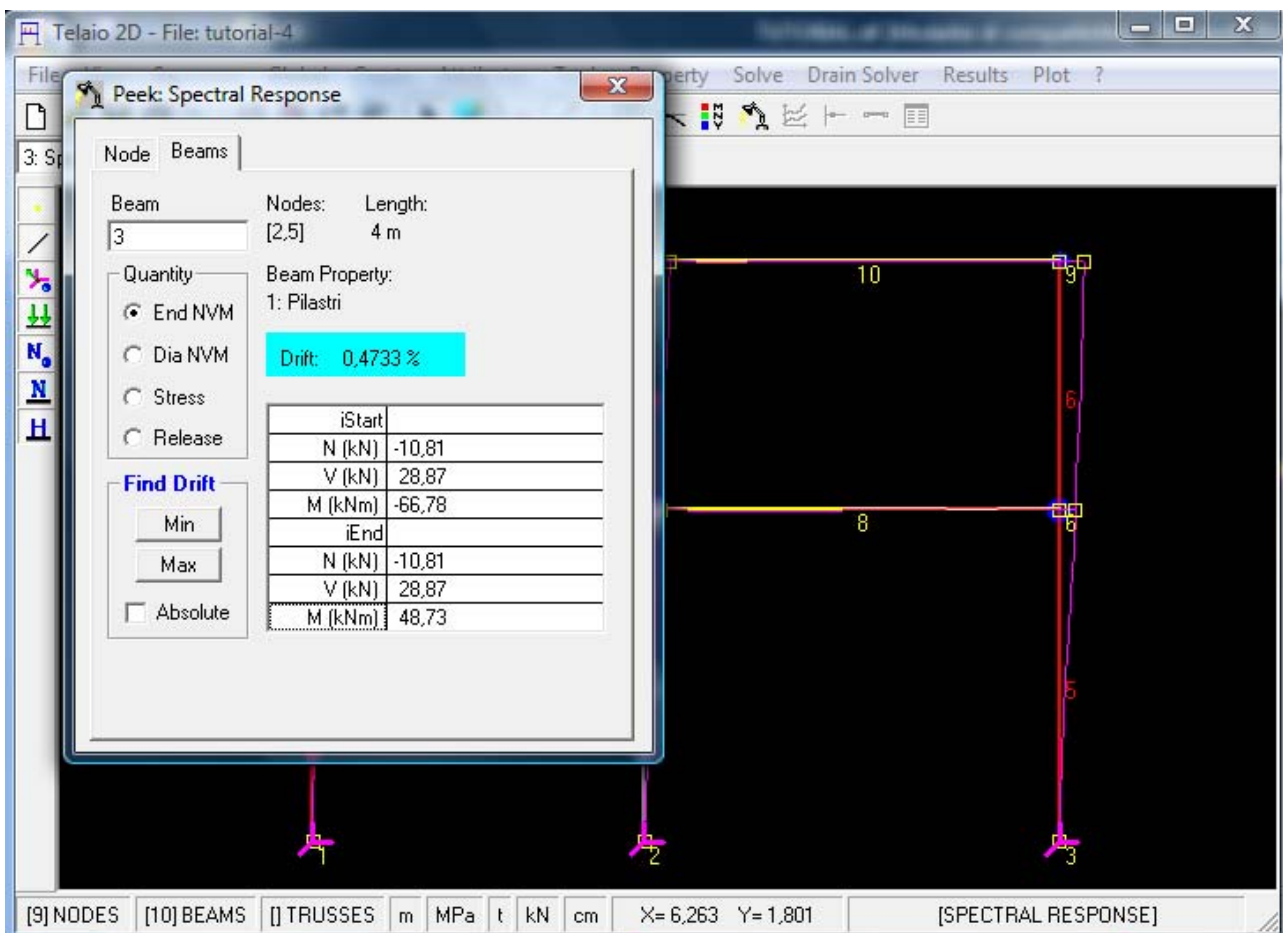 Telaio 2D - File: tutorial-4
File
Property Solve Drain Solver Results Plot ?
Peek: Spectral Response
M
N
V
3: Sp
Node Beams
Beam Nodes: Length:
3 [2,5] 4 m
Quantity Beam Property:
End NVM 1: Pilastri
Dia NVM Drift: 0,4733 %
Stress
Release
iStart
N (kN) -10,81
V (kN) 28,87
M (kNm) -66,78
iEnd
N (kN) -10,81
V (kN) 28,87
M (kNm) 48,73
Find Drift
Min
Max
Absolute
N
N
H
10 9
6
8 6
5
1 2 3
[9] NODES [10] BEAMS [] TRUSSES m MPa t kN cm X= 6,263 Y= 1,801 [SPECTRAL RESPONSE]